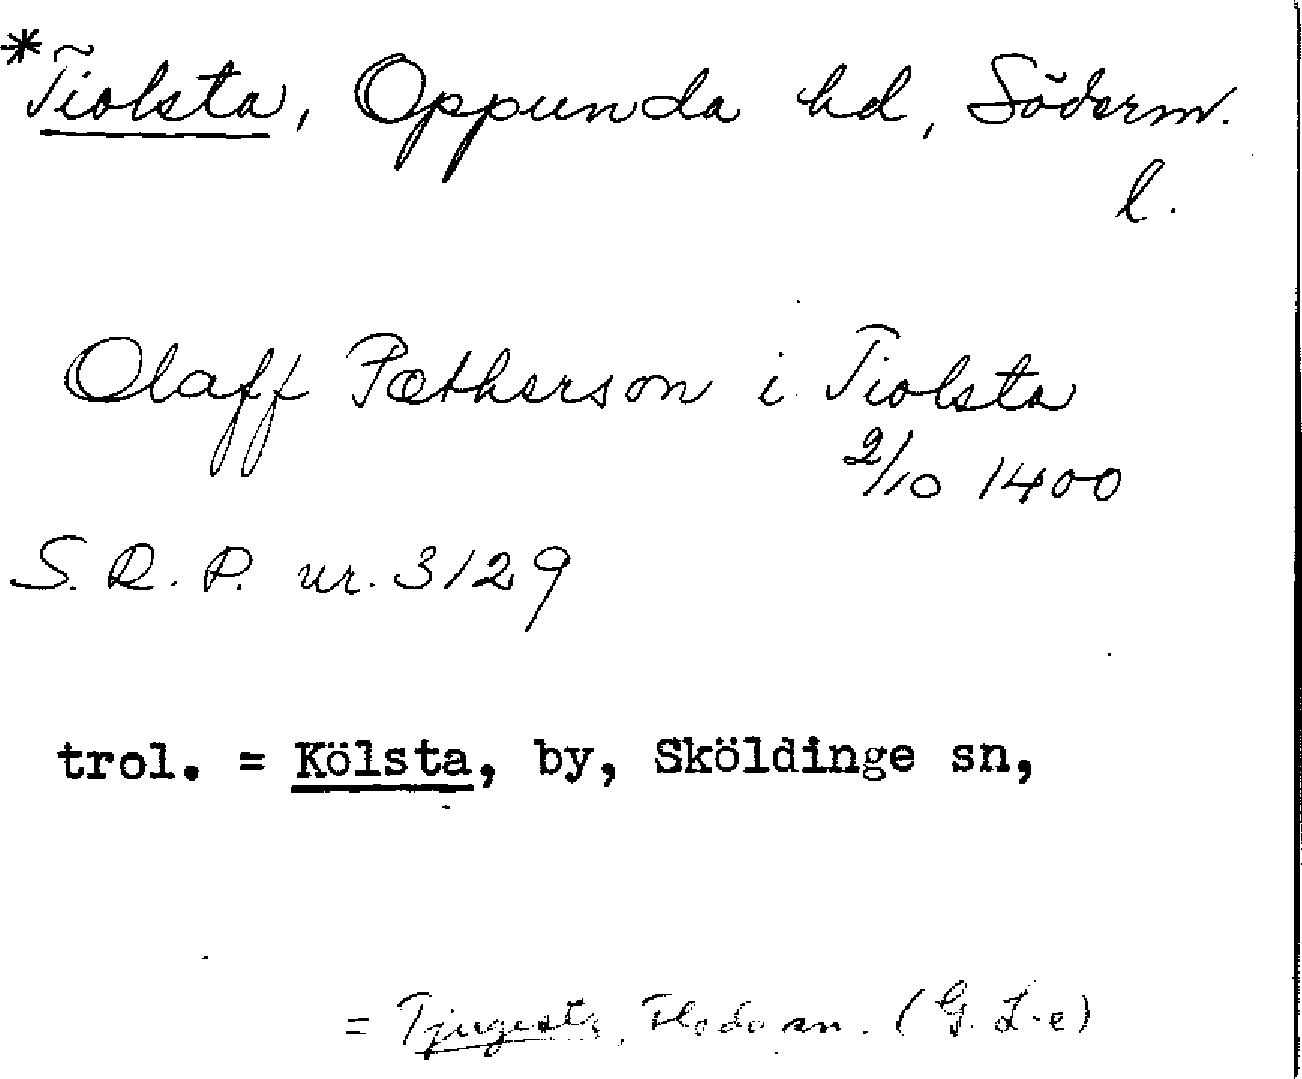 *Tiolsta, Oppunda hd, Söderm.
l.
Olaff Pætherson i Tiolsta
2/10 1400
S. R. P. nr. 3129
trol. = Kölsta, by, Sköldinge sn,
= Tjugesta, Floda sn. (G. L-e)